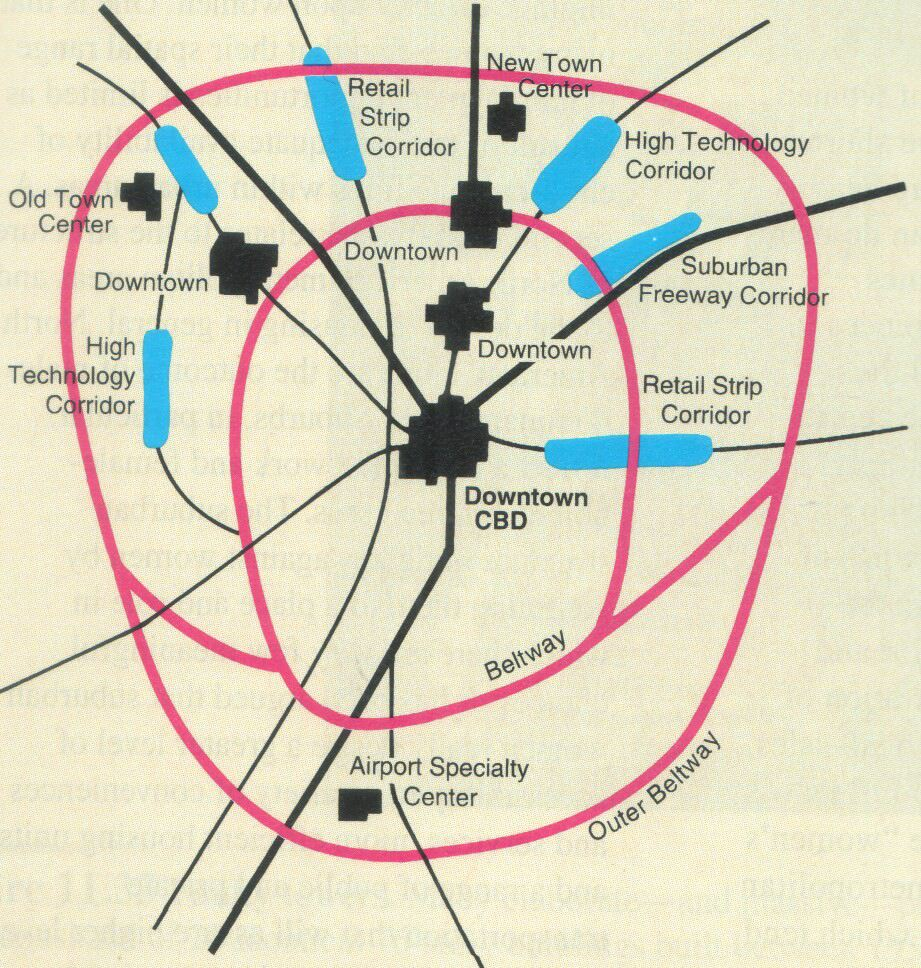 New Town
Center
Retail
Strip
Corridor
High Technology
Corridor
Old Town
Center
Downtown
Downtown
Suburban
Freeway Corridor
Downtown
High
Technology
Corridor
Retail Strip
Corridor
Downtown
CBD
Beltway
Airport Specialty
Center
Outer Beltway